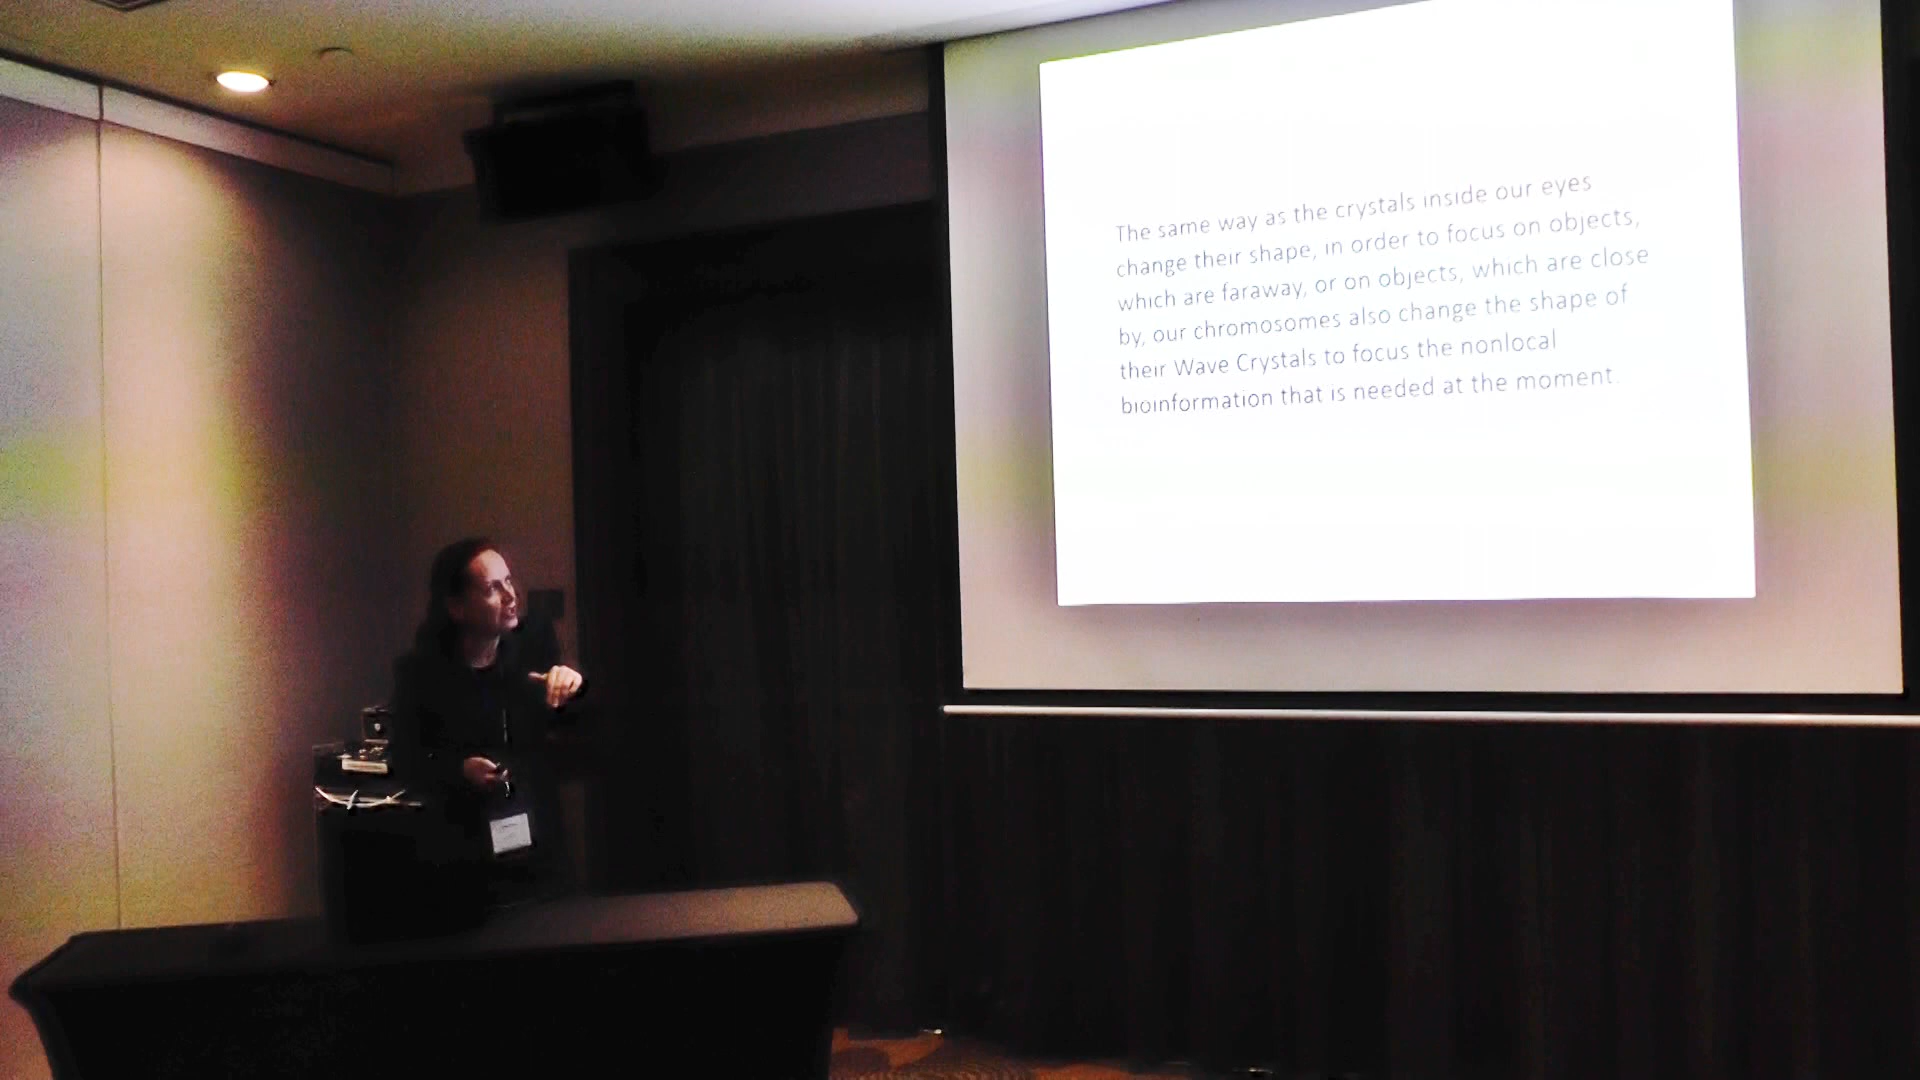 The same way as the crystals inside our eyes
change their shape, in order to focus on objects,
which are faraway, or on objects, which are close
by, our chromosomes also change the shape of
their Wave Crystals to focus the nonlocal
bioinformation that is needed at the moment.